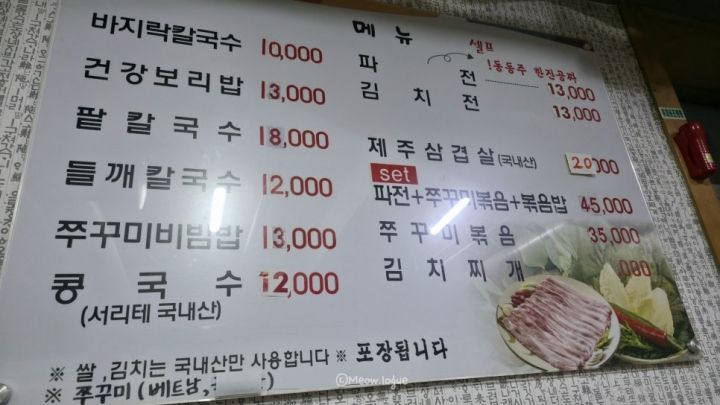 메뉴
바지락칼국수 10,000
건강보리밥 13,000
팥칼국수 18,000
들깨칼국수 12,000
쭈꾸미비빔밥 13,000
콩국수 12,000
(서리테 국내산)
셀프
!동동주 한잔공짜
파전 13,000
김치전 13,000
제주삼겹살(국내산)
set
파전+쭈꾸미볶음+볶음밥 45,000
쭈꾸미볶음 35,000
김치찌개 ,000
※ 쌀,김치는 국내산만 사용합니다 ※ 포장됩니다
※ 쭈꾸미(베트남,
©Meow_logue